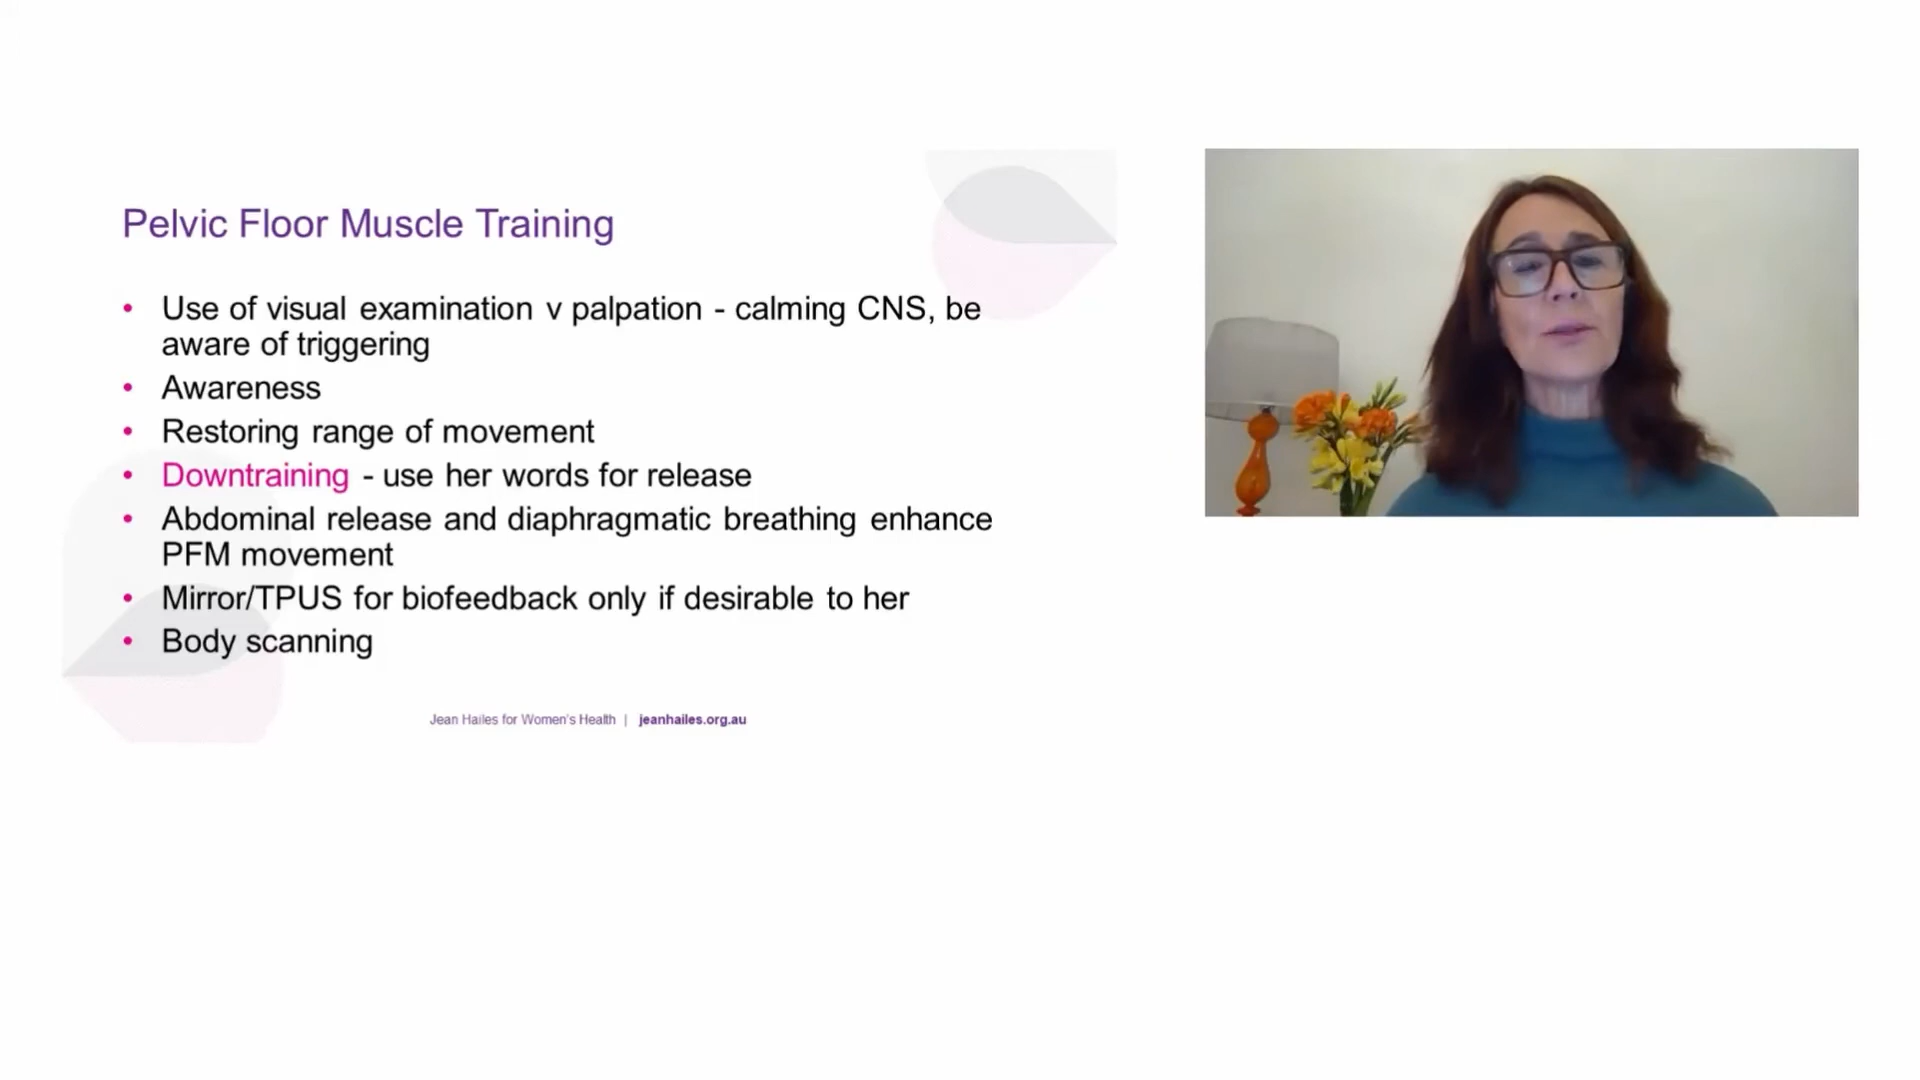 Pelvic Floor Muscle Training
• Use of visual examination v palpation - calming CNS, be
aware of triggering
• Awareness
• Restoring range of movement
• Downtraining - use her words for release
• Abdominal release and diaphragmatic breathing enhance
PFM movement
• Mirror/TPUS for biofeedback only if desirable to her
• Body scanning
Jean Hailes for Women's Health | jeanhailes.org.au